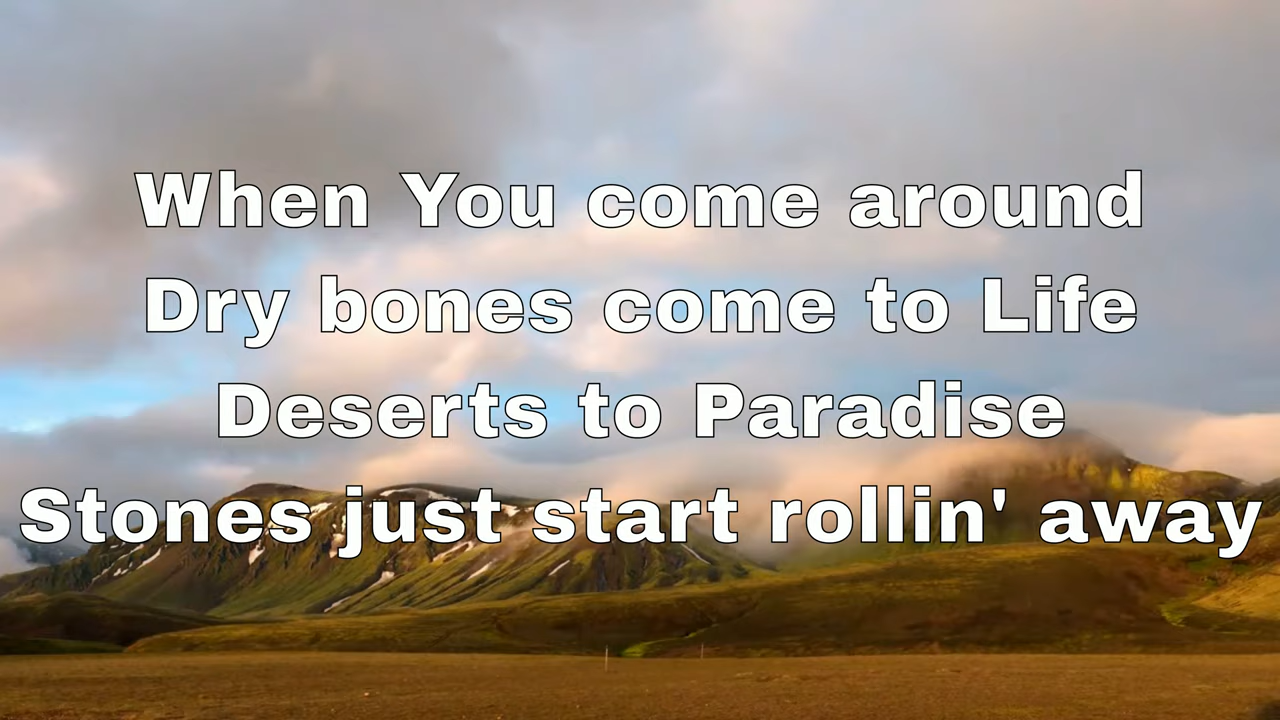 When You come around
Dry bones come to Life
Deserts to Paradise
Stones just start rollin' away